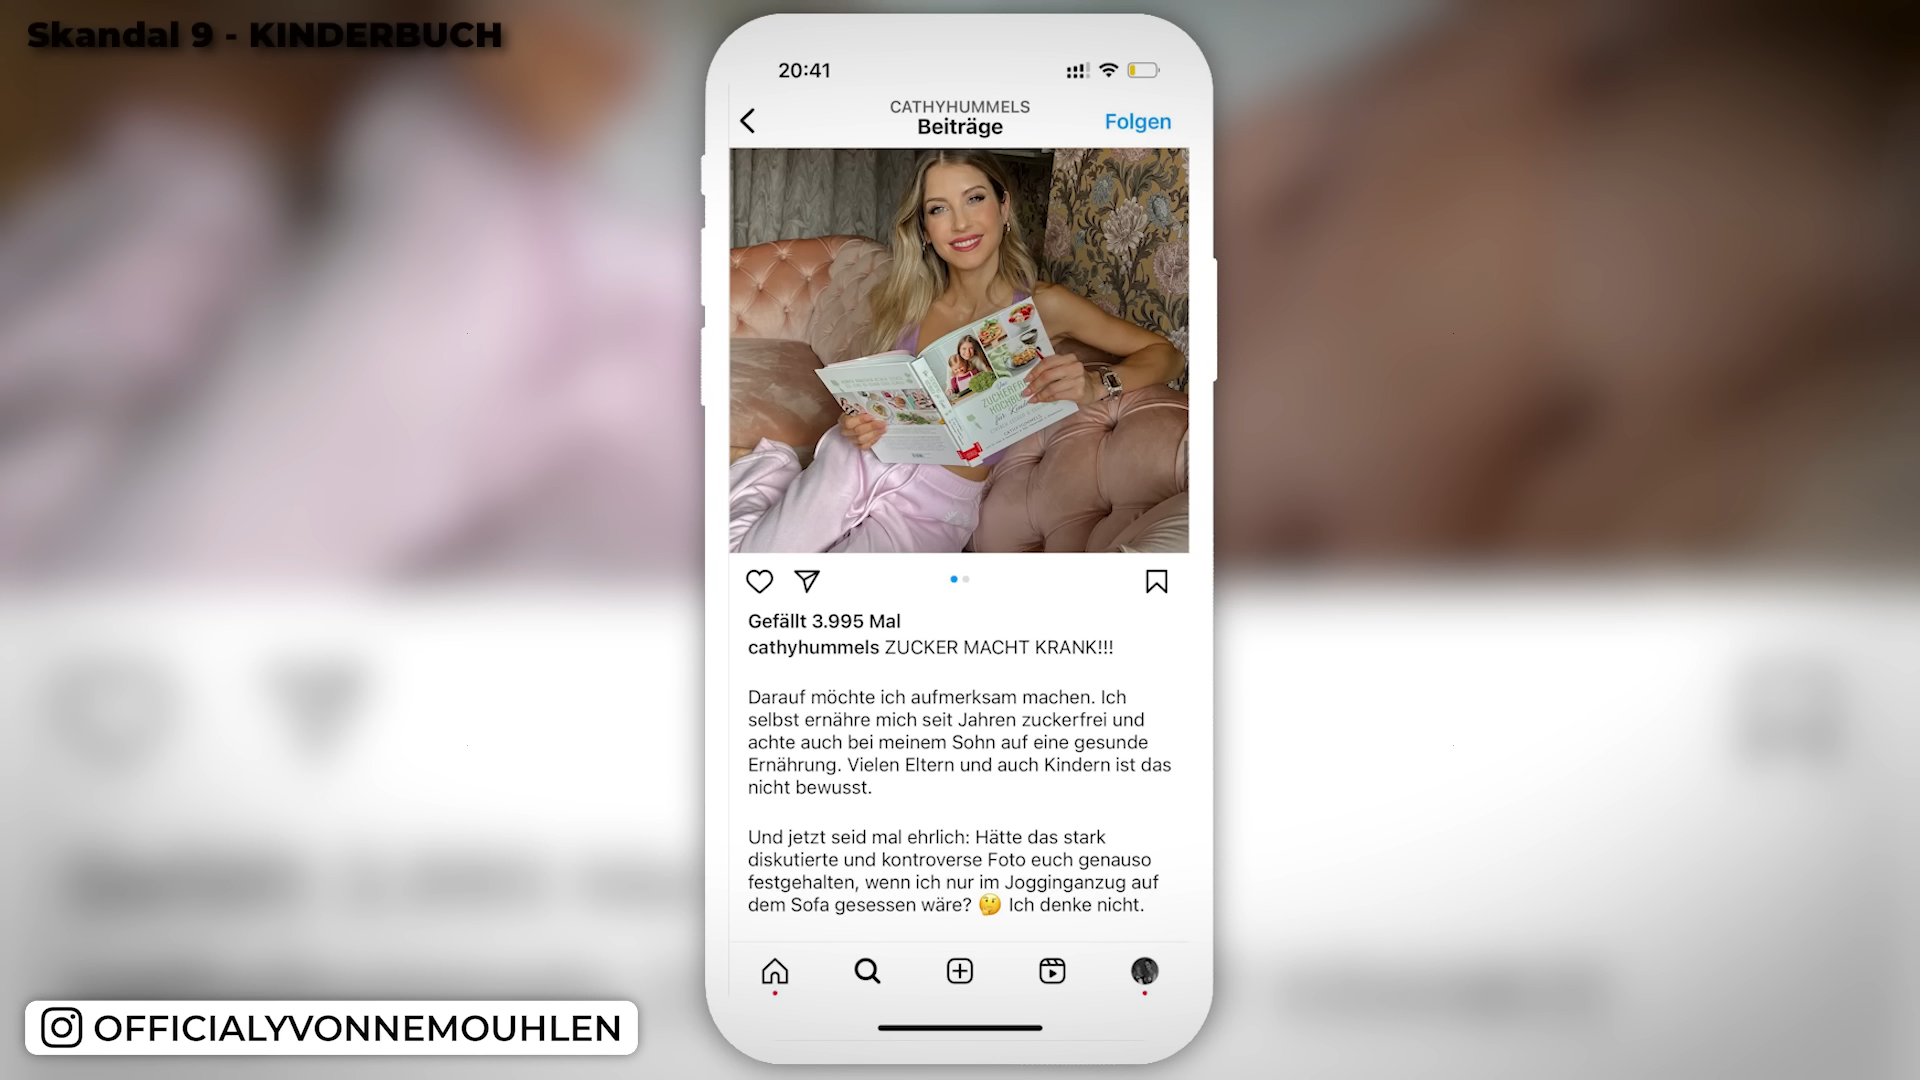 Skandal 9 - KINDERBUCH
20:41
CATHYHUMMELS
Beiträge
Folgen
Gefällt 3.995 Mal
cathyhummels ZUCKER MACHT KRANK!!!
Darauf möchte ich aufmerksam machen. Ich
selbst ernähre mich seit Jahren zuckerfrei und
achte auch bei meinem Sohn auf eine gesunde
Ernährung. Vielen Eltern und auch Kindern ist das
nicht bewusst.
Und jetzt seid mal ehrlich: Hätte das stark
diskutierte und kontroverse Foto euch genauso
festgehalten, wenn ich nur im Jogginganzug auf
dem Sofa gesessen wäre? 🤔 Ich denke nicht.
OFFICIALYVONNEMOUHLEN